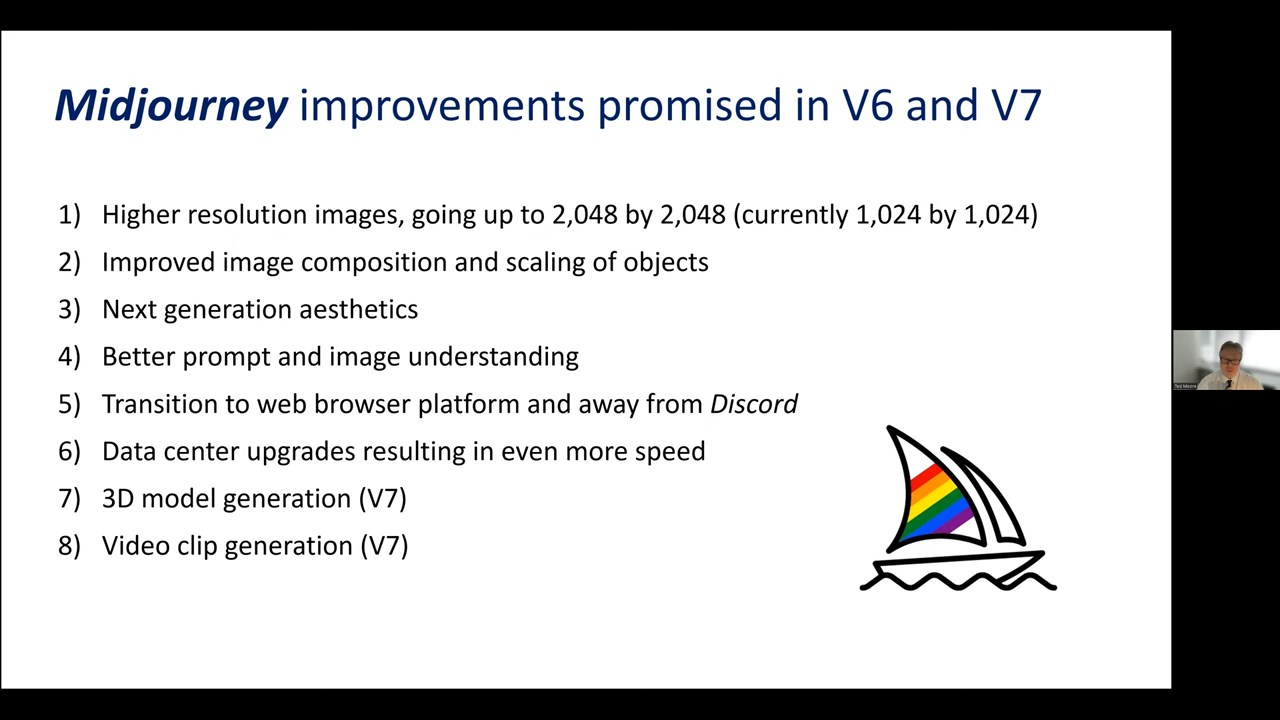 Midjourney improvements promised in V6 and V7
1) Higher resolution images, going up to 2,048 by 2,048 (currently 1,024 by 1,024)
2) Improved image composition and scaling of objects
3) Next generation aesthetics
4) Better prompt and image understanding
5) Transition to web browser platform and away from Discord
6) Data center upgrades resulting in even more speed
7) 3D model generation (V7)
8) Video clip generation (V7)
Ted Moore